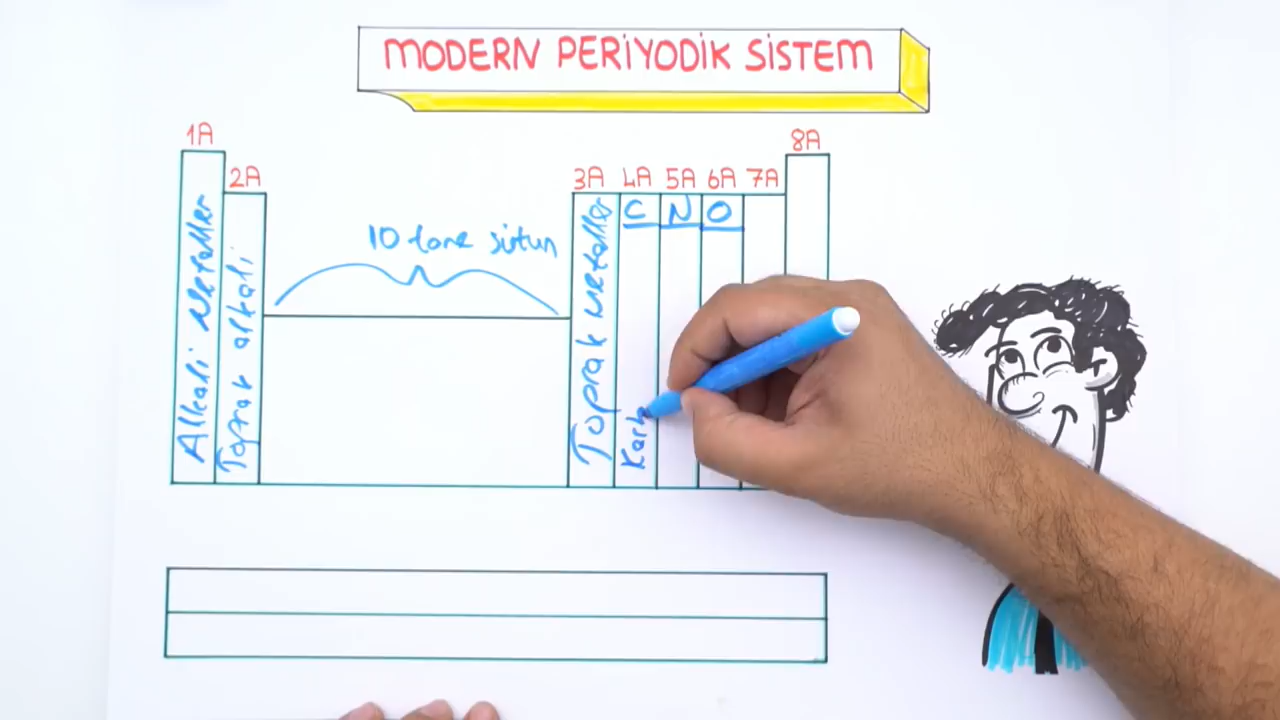 MODERN PERİYODİK SİSTEM
1A
2A
3A
4A
5A
6A
7A
8A
C
N
O
10 tane sütun
Alkali Metaller
Toprak alkali
Toprak Metaller
Karb